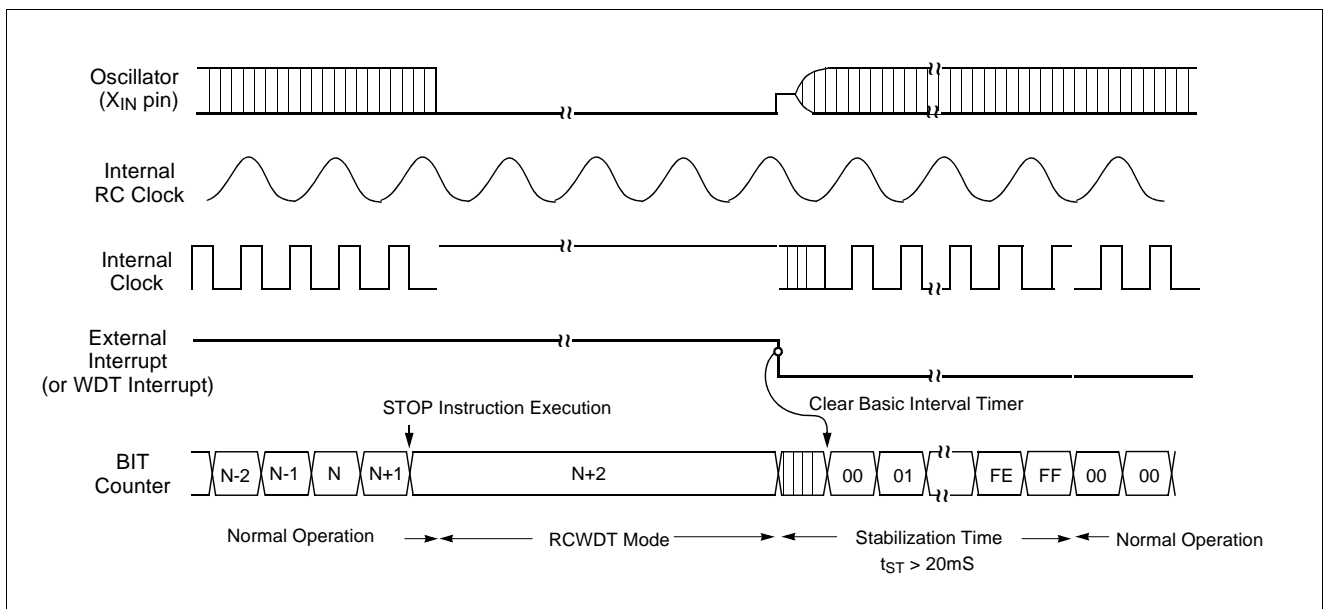 Oscillator
(XIN pin)
Internal
RC Clock
Internal
Clock
External
Interrupt
(or WDT Interrupt)
STOP Instruction Execution
Clear Basic Interval Timer
BIT
Counter
N-2 N-1 N N+1 N+2 00 01 FE FF 00 00
Normal Operation RCWDT Mode Stabilization Time Normal Operation
tST > 20mS